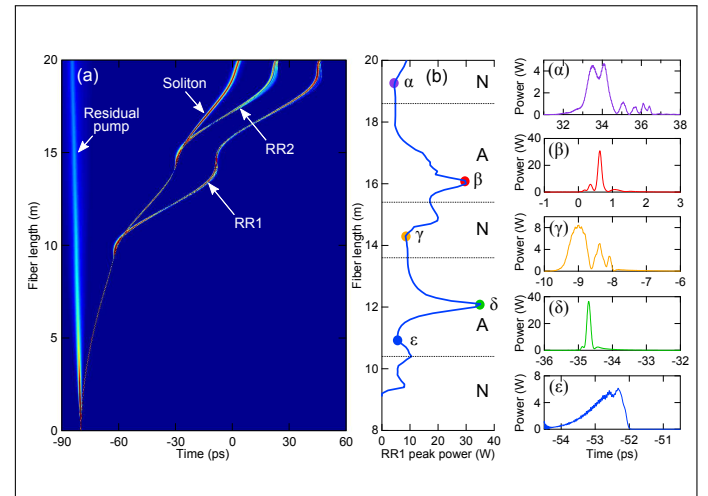 (a)
Soliton
Residual
pump
RR2
RR1
Fiber length (m)
20
15
10
5
0
-90
-60
-30
0
30
60
Time (ps)
(b)
α
β
γ
δ
ε
N
A
N
A
N
Fiber length (m)
20
18
16
14
12
10
8
0
10
20
30
40
RR1 peak power (W)
(α)
Power (W)
4
2
0
32
34
36
38
(β)
Power (W)
40
20
0
-1
0
1
2
3
(γ)
Power (W)
8
4
0
-10
-9
-8
-7
-6
(δ)
Power (W)
40
20
0
-36
-35
-34
-33
-32
(ε)
Power (W)
8
4
0
-54
-53
-52
-51
Time (ps)